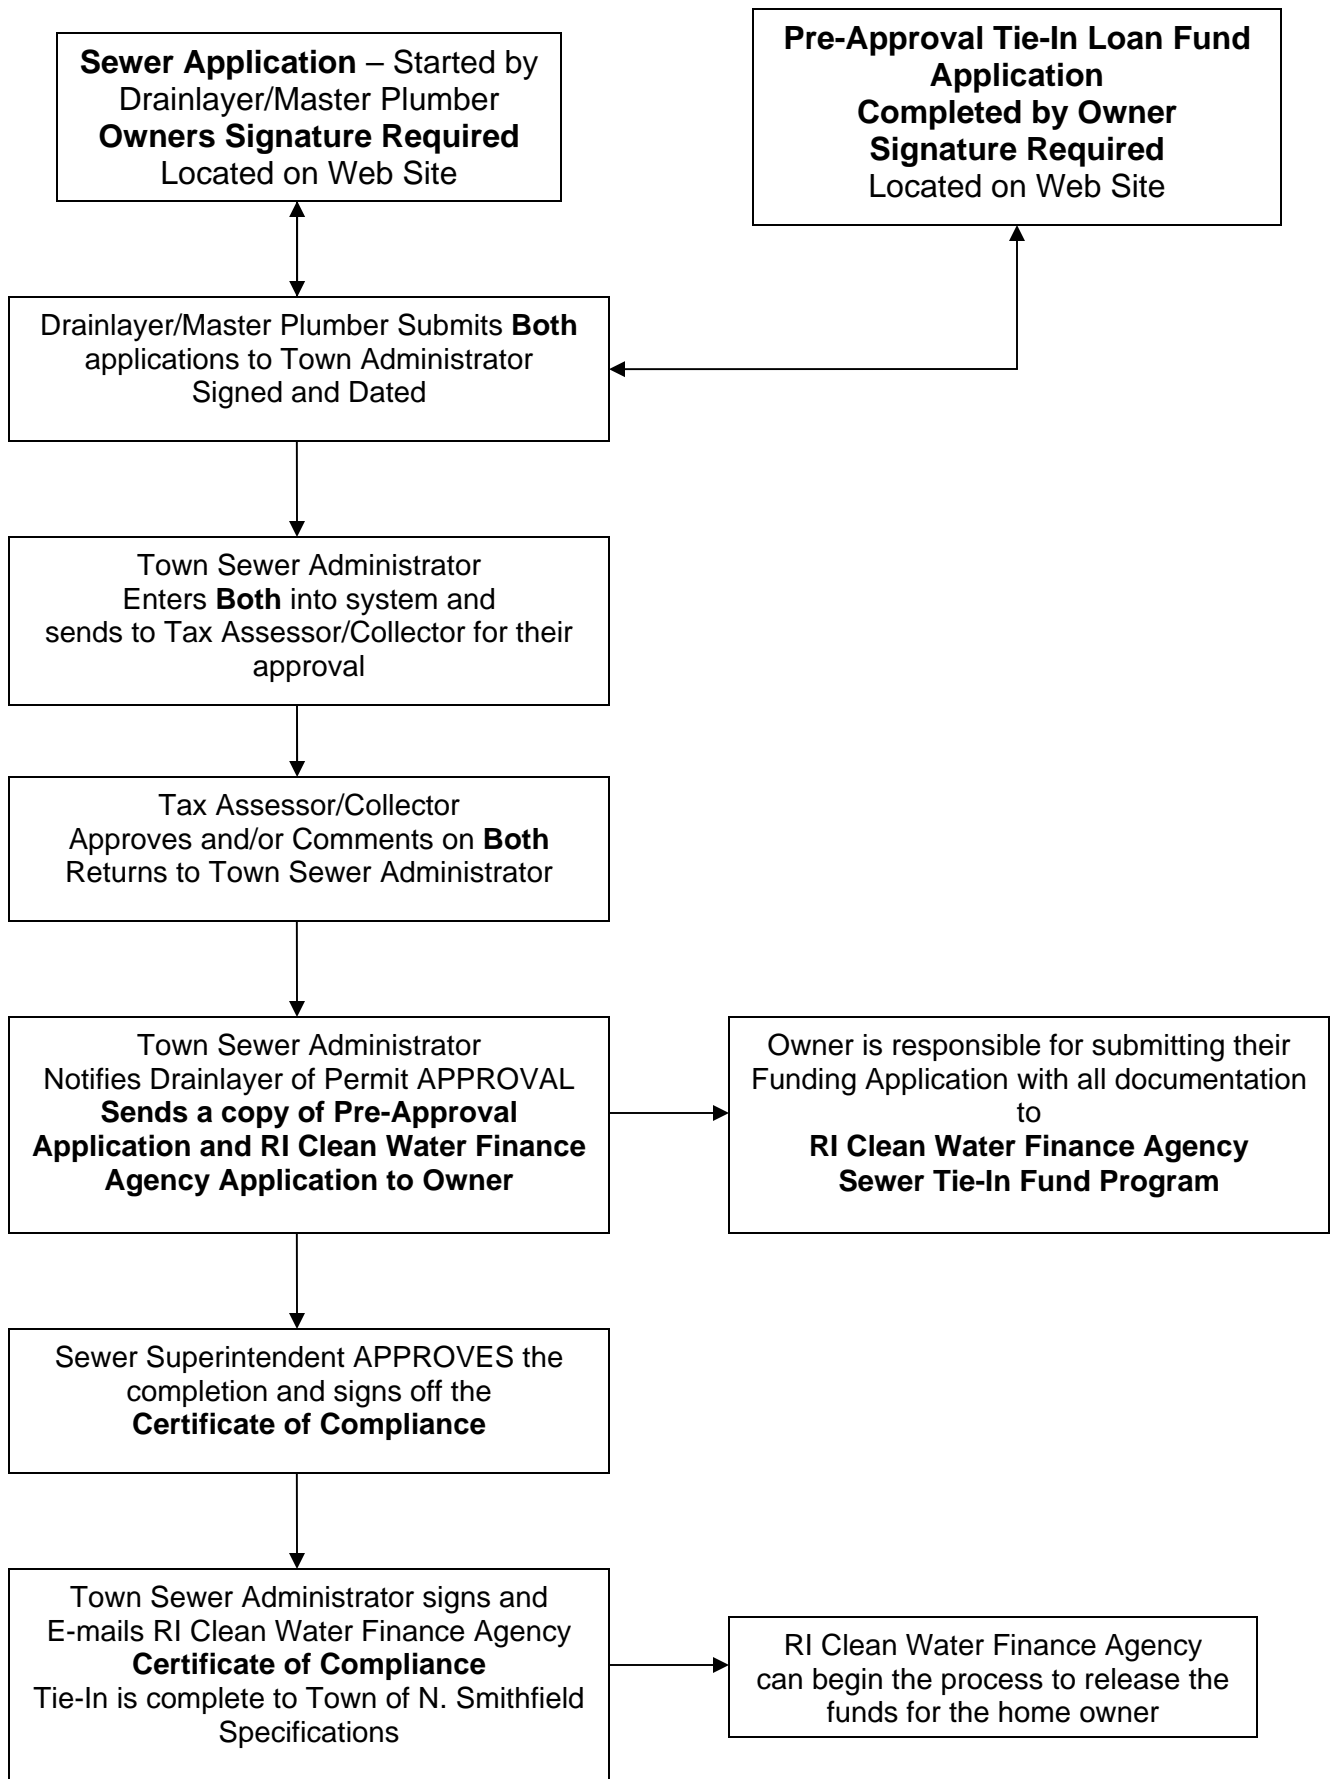 Sewer Application – Started by
Drainlayer/Master Plumber
Owners Signature Required
Located on Web Site
Pre-Approval Tie-In Loan Fund
Application
Completed by Owner
Signature Required
Located on Web Site
Drainlayer/Master Plumber Submits Both
applications to Town Administrator
Signed and Dated
Town Sewer Administrator
Enters Both into system and
sends to Tax Assessor/Collector for their
approval
Tax Assessor/Collector
Approves and/or Comments on Both
Returns to Town Sewer Administrator
Town Sewer Administrator
Notifies Drainlayer of Permit APPROVAL
Sends a copy of Pre-Approval
Application and RI Clean Water Finance
Agency Application to Owner
Owner is responsible for submitting their
Funding Application with all documentation
to
RI Clean Water Finance Agency
Sewer Tie-In Fund Program
Sewer Superintendent APPROVES the
completion and signs off the
Certificate of Compliance
Town Sewer Administrator signs and
E-mails RI Clean Water Finance Agency
Certificate of Compliance
Tie-In is complete to Town of N. Smithfield
Specifications
RI Clean Water Finance Agency
can begin the process to release the
funds for the home owner